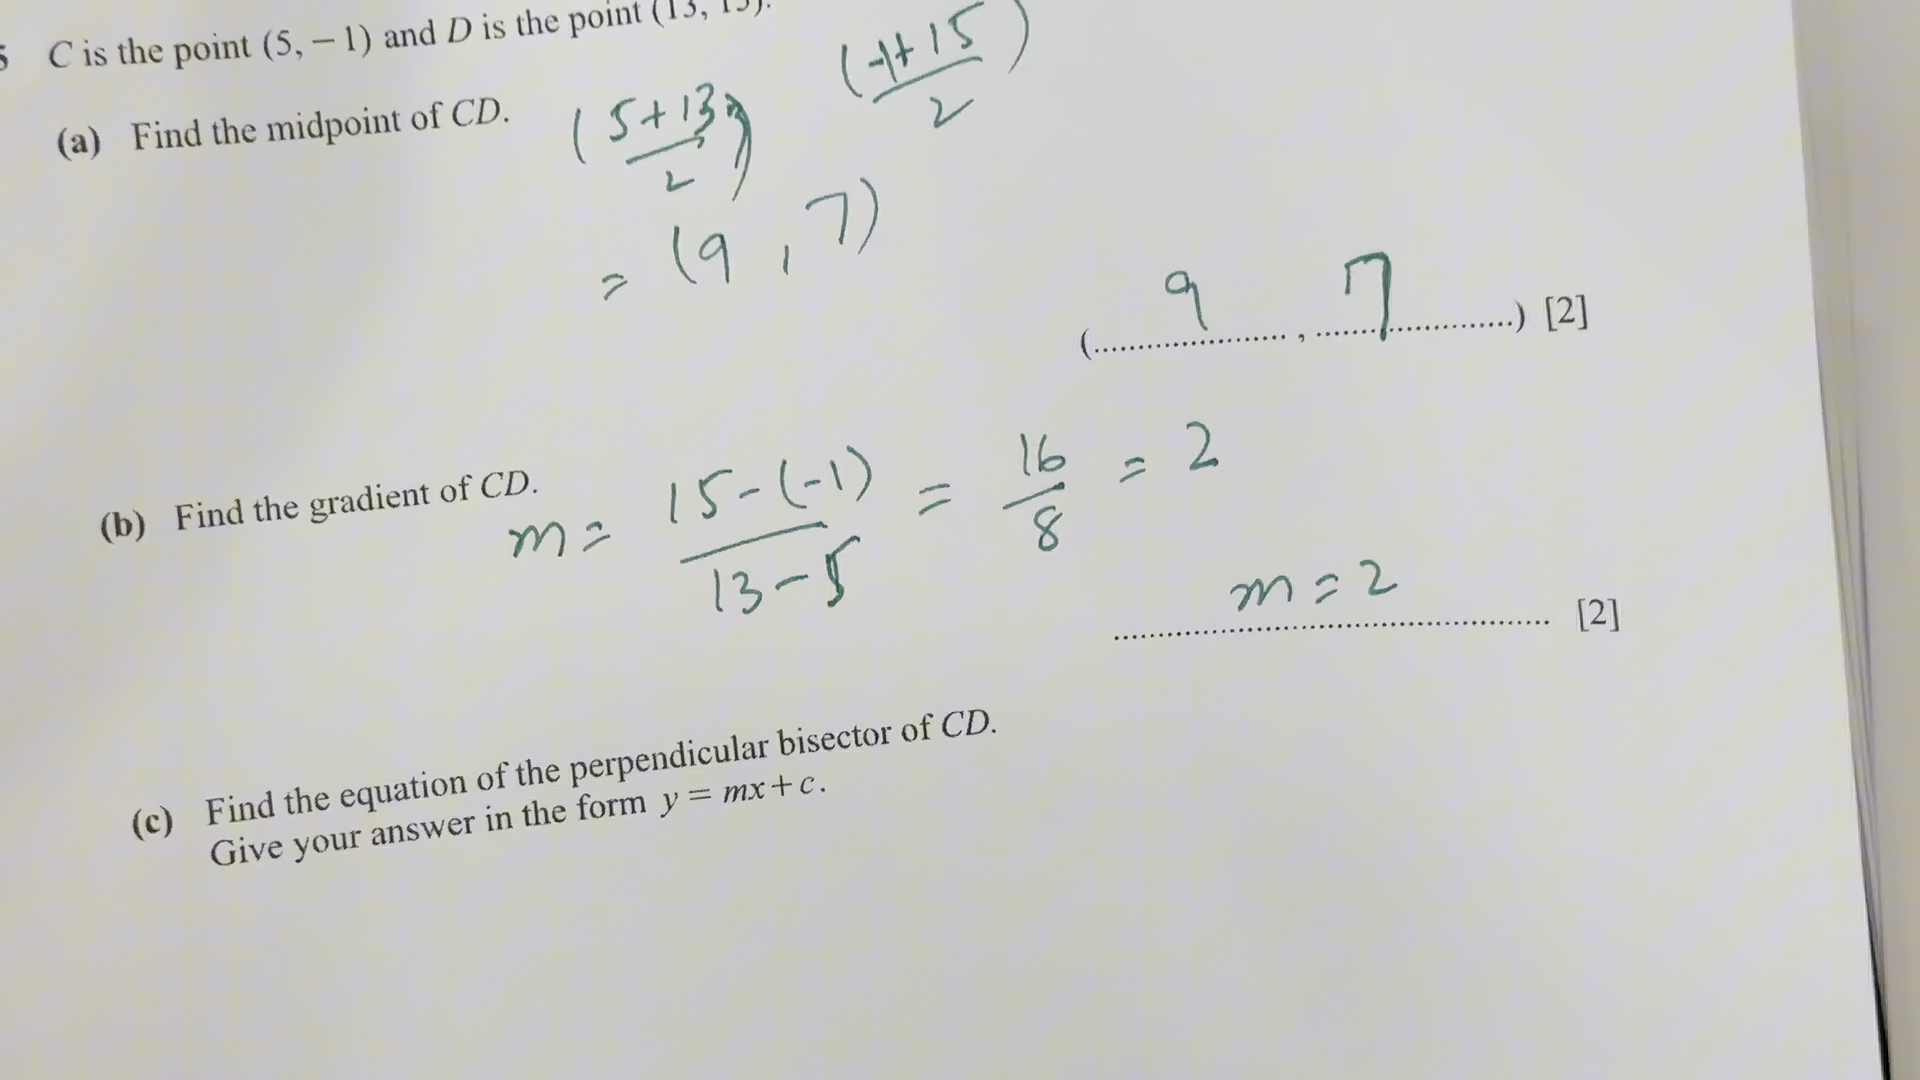 C is the point (5, −1) and D is the point (13, 15).
(−1+15)/2
(a) Find the midpoint of CD. (5+13)/2
= (9 , 7)
(.......9......., .......7.......) [2]
(b) Find the gradient of CD.
m = 15−(−1)/13−5 = 16/8 = 2
m = 2 [2]
(c) Find the equation of the perpendicular bisector of CD.
Give your answer in the form y = mx + c.